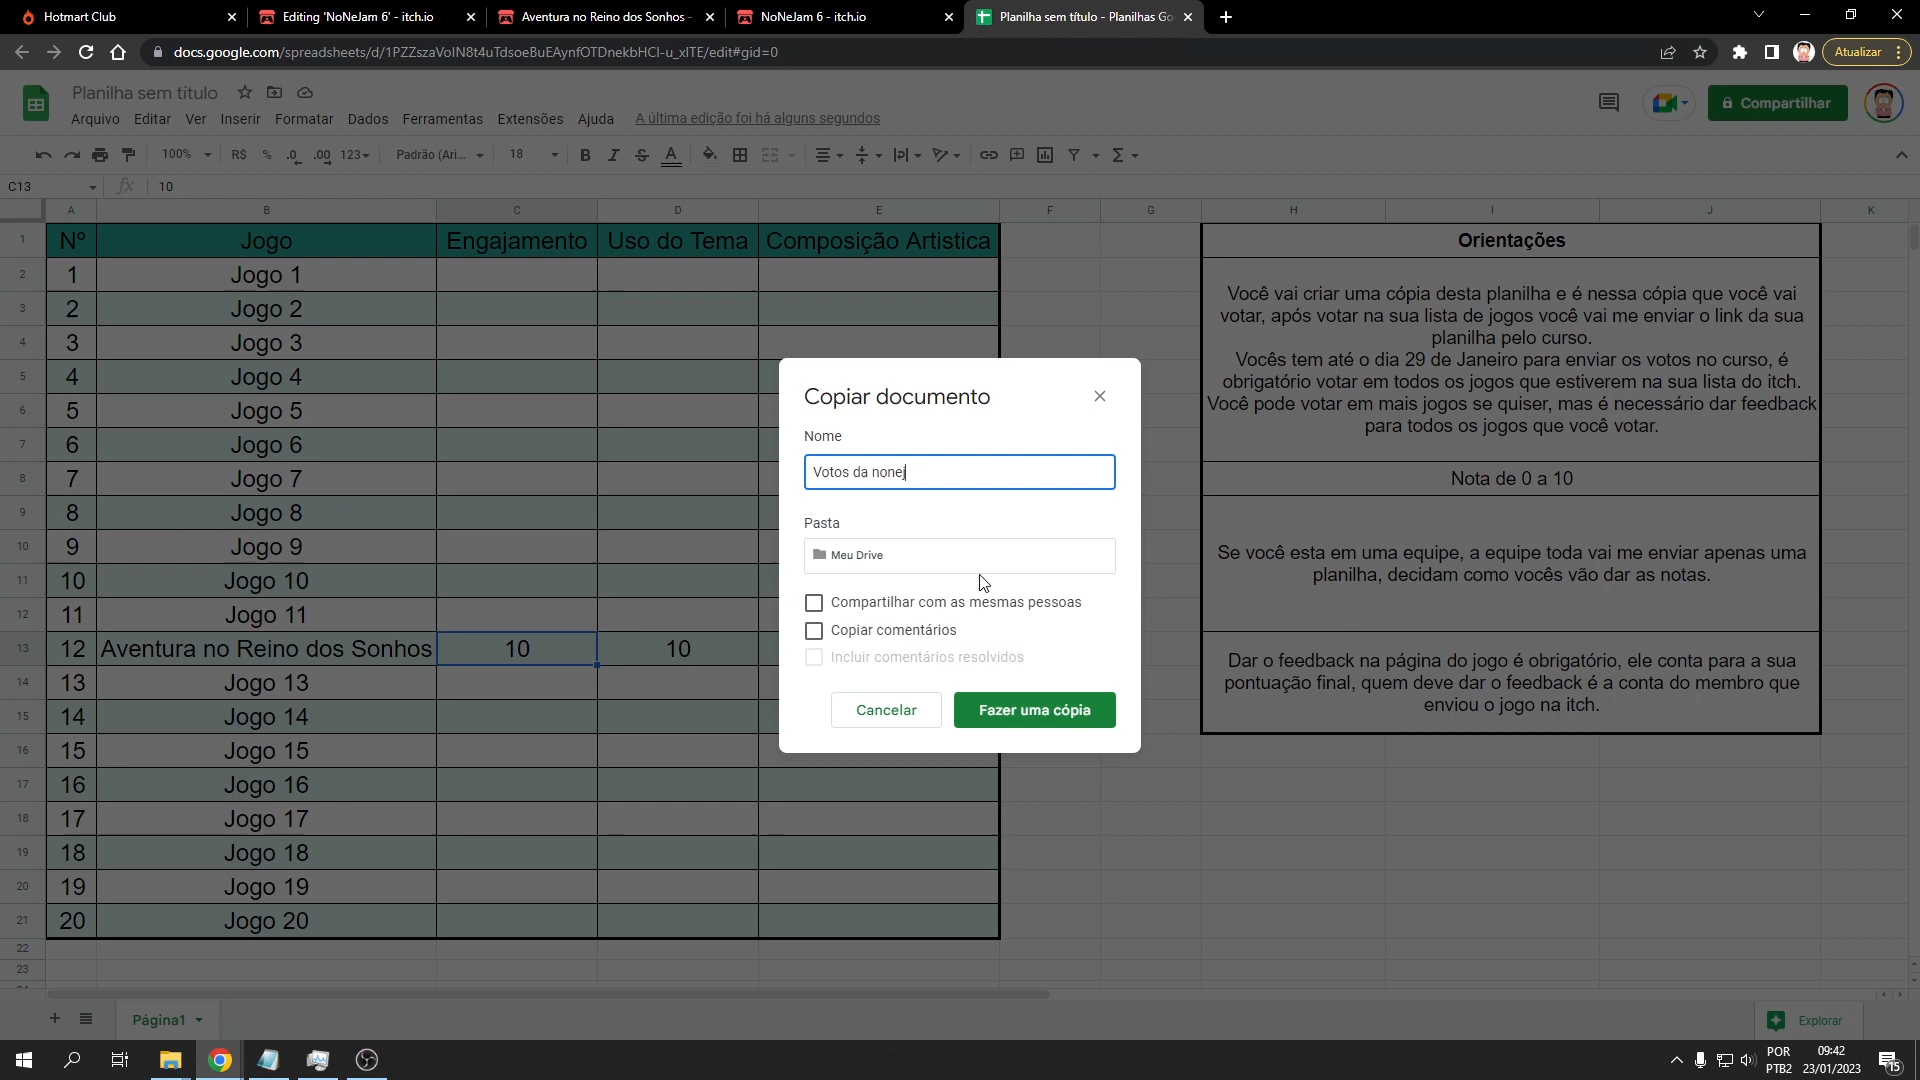 Hotmart Club
Editing 'NoNeJam 6' - itch.io
Aventura no Reino dos Sonhos -
NoNeJam 6 - itch.io
Planilha sem título - Planilhas Go
docs.google.com/spreadsheets/d/1PZZszaVoIN8t4uTdsoeBuEAynfOTDnekbHCl-u_xlTE/edit#gid=0
Atualizar
Planilha sem título
Arquivo Editar Ver Inserir Formatar Dados Ferramentas Extensões Ajuda A última edição foi há alguns segundos
Compartilhar
100% R$ % .0 .00 123 Padrão (Ari... 18 B I S A
C13 fx 10
A B C D E F G H I J K
1 Nº Jogo Engajamento Uso do Tema Composição Artistica
2 1 Jogo 1
3 2 Jogo 2
4 3 Jogo 3
5 4 Jogo 4
6 5 Jogo 5
7 6 Jogo 6
8 7 Jogo 7
9 8 Jogo 8
10 9 Jogo 9
11 10 Jogo 10
12 11 Jogo 11
13 12 Aventura no Reino dos Sonhos 10 10
14 13 Jogo 13
15 14 Jogo 14
16 15 Jogo 15
17 16 Jogo 16
18 17 Jogo 17
19 18 Jogo 18
20 19 Jogo 19
21 20 Jogo 20
22
23
Orientações
Você vai criar uma cópia desta planilha e é nessa cópia que você vai
votar, após votar na sua lista de jogos você vai me enviar o link da sua
planilha pelo curso.
Vocês tem até o dia 29 de Janeiro para enviar os votos no curso, é
obrigatório votar em todos os jogos que estiverem na sua lista do itch.
Você pode votar em mais jogos se quiser, mas é necessário dar feedback
para todos os jogos que você votar.
Nota de 0 a 10
Se você esta em uma equipe, a equipe toda vai me enviar apenas uma
planilha, decidam como vocês vão dar as notas.
Dar o feedback na página do jogo é obrigatório, ele conta para a sua
pontuação final, quem deve dar o feedback é a conta do membro que
enviou o jogo na itch.
Copiar documento
Nome
Votos da nonej
Pasta
Meu Drive
Compartilhar com as mesmas pessoas
Copiar comentários
Incluir comentários resolvidos
Cancelar
Fazer uma cópia
Página1
Explorar
POR
PTB2
09:42
23/01/2023
15